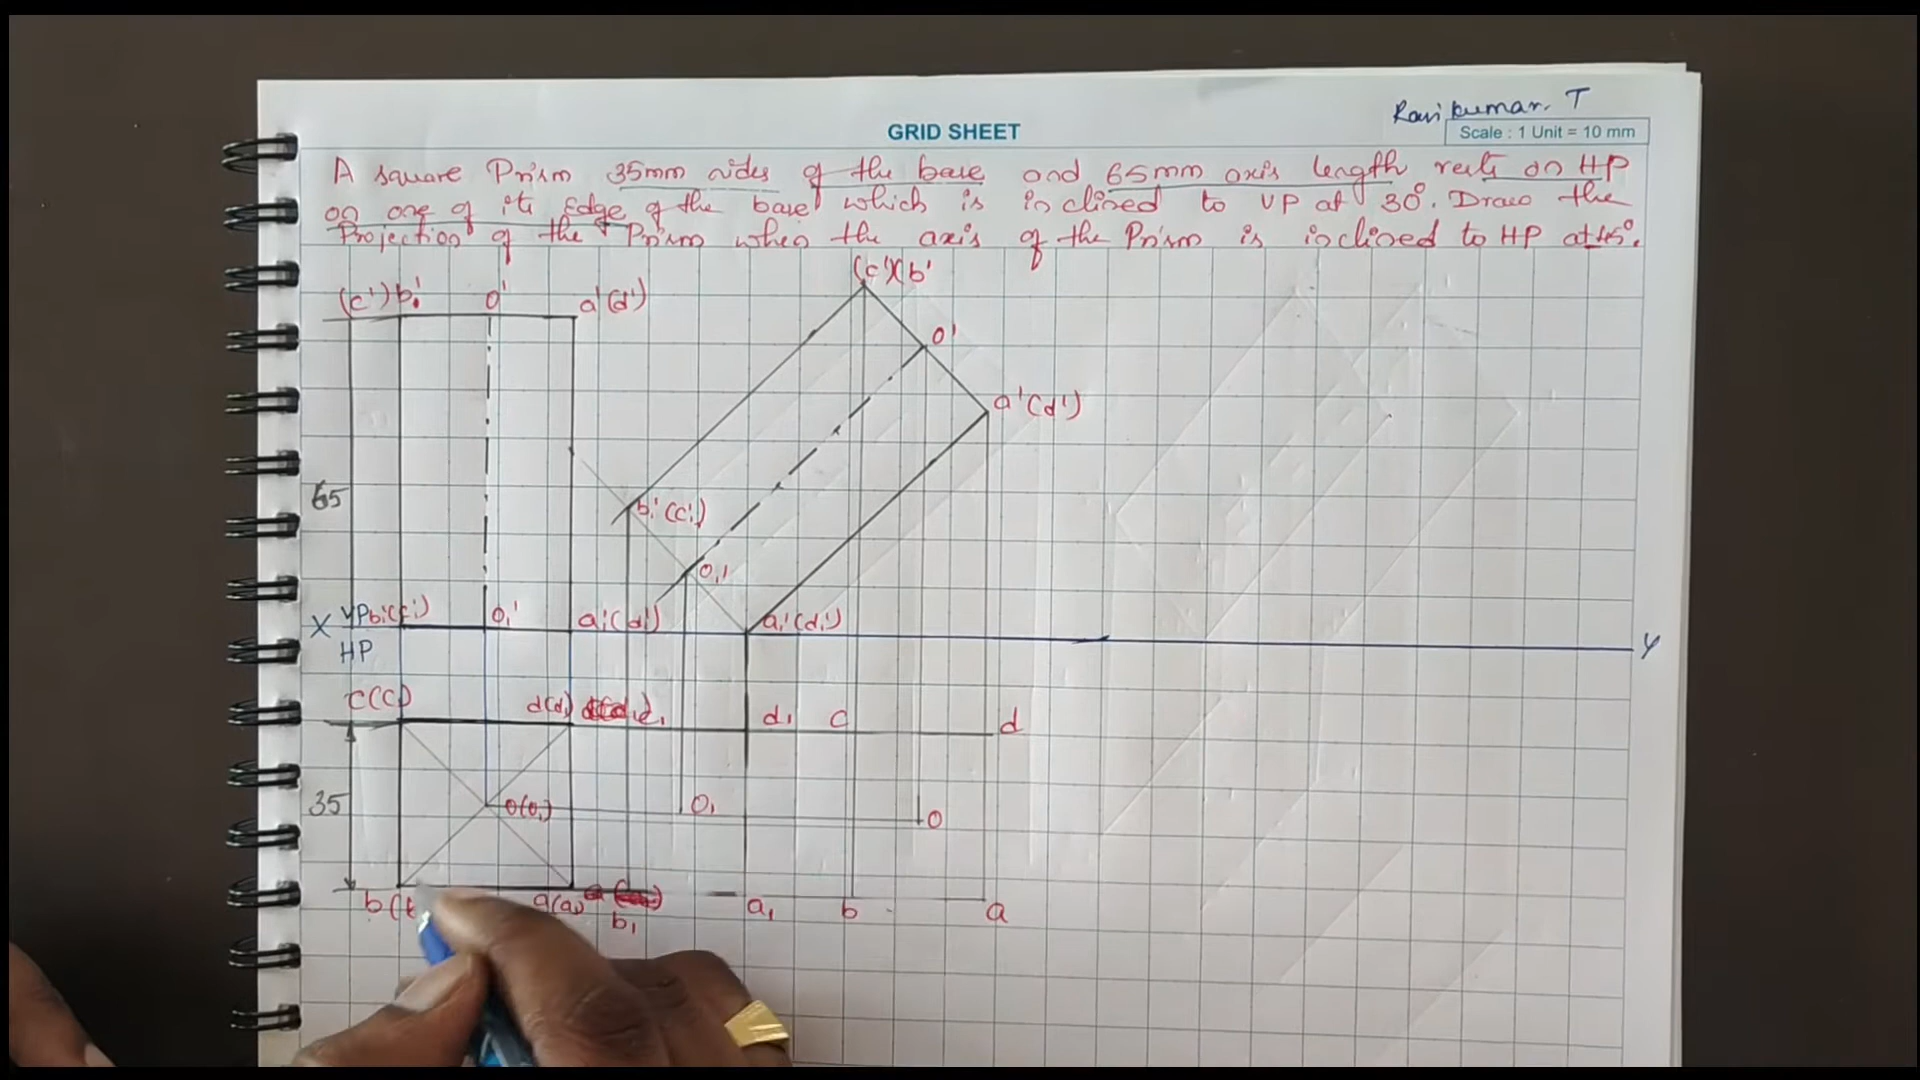 Ravi kumar. T
GRID SHEET
Scale : 1 Unit = 10 mm
A square Prism 35mm sides of the base and 65mm axis length rests on HP
on one of its Edge of the base which is inclined to VP at 30°. Draw the
Projection of the Prism when the axis of the Prism is inclined to HP at 45°.
(c')(b'
(c') b'
o'
a'(d')
o'
a'(d')
65
b₁'(c₁')
o₁'
X VP b₁'(c₁')
o₁'
a₁'(d₁')
a₁'(d₁')
Y
HP
c(c)
d(d₁)
c₁
d₁
c
d
35
o(o₁)
o₁
o
b(
a(a₁)
b₁
a₁
b
a